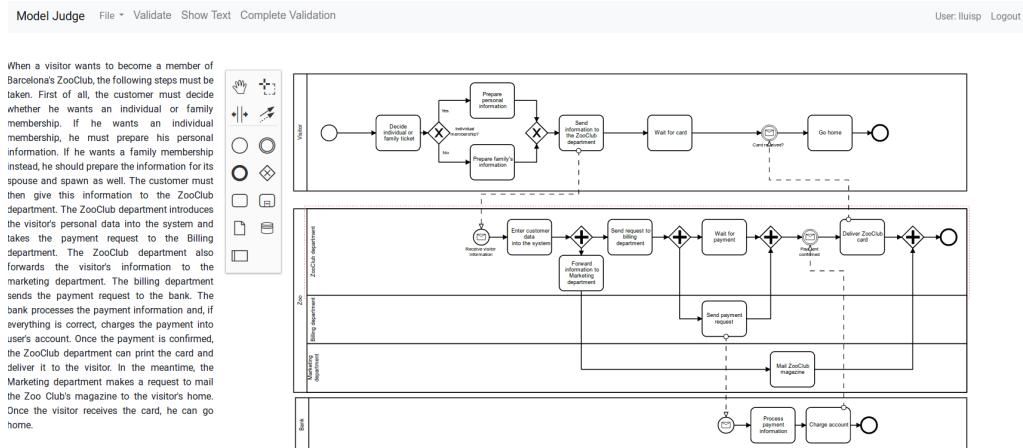 Model Judge File Validate Show Text Complete Validation User: lluisp Logout
When a visitor wants to become a member of
Barcelona's ZooClub, the following steps must be
taken. First of all, the customer must decide
whether he wants an individual or family
membership. If he wants an individual
membership, he must prepare his personal
information. If he wants a family membership
instead, he should prepare the information for its
spouse and spawn as well. The customer must
then give this information to the ZooClub
department. The ZooClub department introduces
the visitor's personal data into the system and
takes the payment request to the Billing
department. The ZooClub department also
forwards the visitor's information to the
marketing department. The billing department
sends the payment request to the bank. The
bank processes the payment information and, if
everything is correct, charges the payment into
user's account. Once the payment is confirmed,
the ZooClub department can print the card and
deliver it to the visitor. In the meantime, the
Marketing department makes a request to mail
the Zoo Club's magazine to the visitor's home.
Once the visitor receives the card, he can go
home.
Visitor
Decide
individual or
family ticket
Yes
Individual
membership?
No
Prepare
personal
information
Prepare family's
information
Send
information to
the ZooClub
department
Wait for card
Card received?
Go home
Zoo
ZooClub department
Receive visitor
information
Enter customer
data
into the system
Forward
information to
Marketing
department
Send request to
billing
department
Wait for
payment
Payment
confirmed
Deliver ZooClub
card
Billing department
Send payment
request
Marketing
department
Mail ZooClub
magazine
Bank
Process
payment
information
Charge account